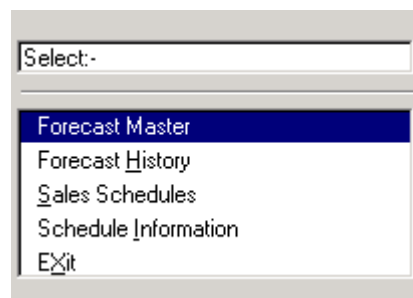 Select:-
Forecast Master
Forecast History
Sales Schedules
Schedule Information
EXit